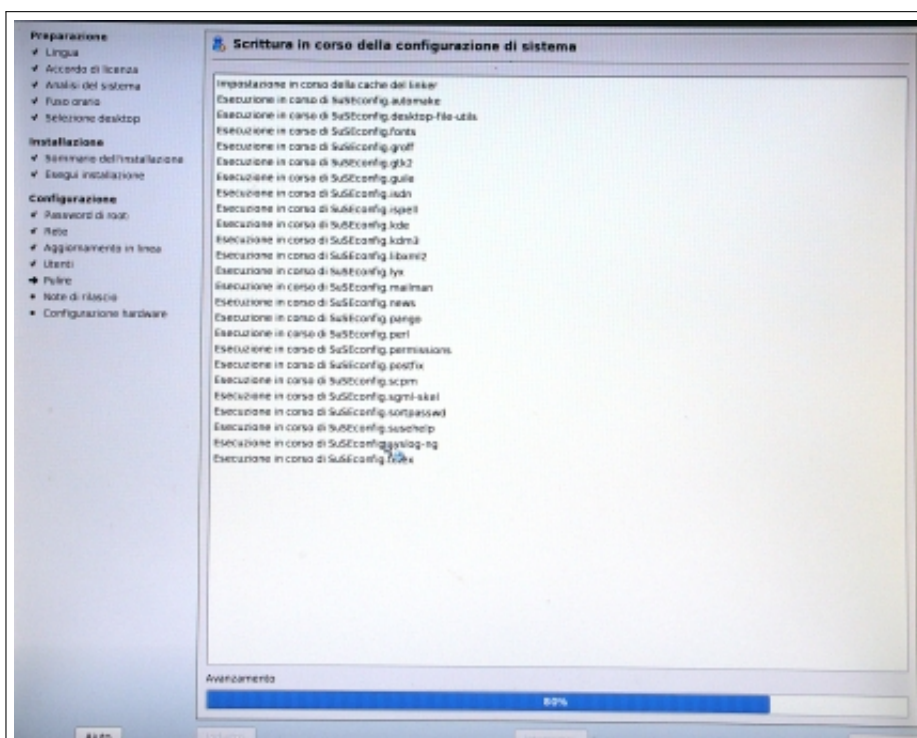 Preparazione
Lingua
Accordo di licenza
Analisi del sistema
Fuso orario
Selezione desktop
Installazione
Sommario dell'installazione
Esegui installazione
Configurazione
Password di root
Rete
Aggiornamento in linea
Utenti
Pulire
Note di rilascio
Configurazione hardware
Scrittura in corso della configurazione di sistema
Impostazione in corso della cache del linker
Esecuzione in corso di SuSEconfig.automake
Esecuzione in corso di SuSEconfig.desktop-file-utils
Esecuzione in corso di SuSEconfig.fonts
Esecuzione in corso di SuSEconfig.groff
Esecuzione in corso di SuSEconfig.gtk2
Esecuzione in corso di SuSEconfig.guile
Esecuzione in corso di SuSEconfig.isdn
Esecuzione in corso di SuSEconfig.ispell
Esecuzione in corso di SuSEconfig.kde
Esecuzione in corso di SuSEconfig.kdm3
Esecuzione in corso di SuSEconfig.libxml2
Esecuzione in corso di SuSEconfig.lyx
Esecuzione in corso di SuSEconfig.mailman
Esecuzione in corso di SuSEconfig.news
Esecuzione in corso di SuSEconfig.pango
Esecuzione in corso di SuSEconfig.perl
Esecuzione in corso di SuSEconfig.permissions
Esecuzione in corso di SuSEconfig.postfix
Esecuzione in corso di SuSEconfig.scpm
Esecuzione in corso di SuSEconfig.sgml-skel
Esecuzione in corso di SuSEconfig.sortpasswd
Esecuzione in corso di SuSEconfig.susehelp
Esecuzione in corso di SuSEconfig.syslog-ng
Esecuzione in corso di
Avanzamento
80%
Aiuto